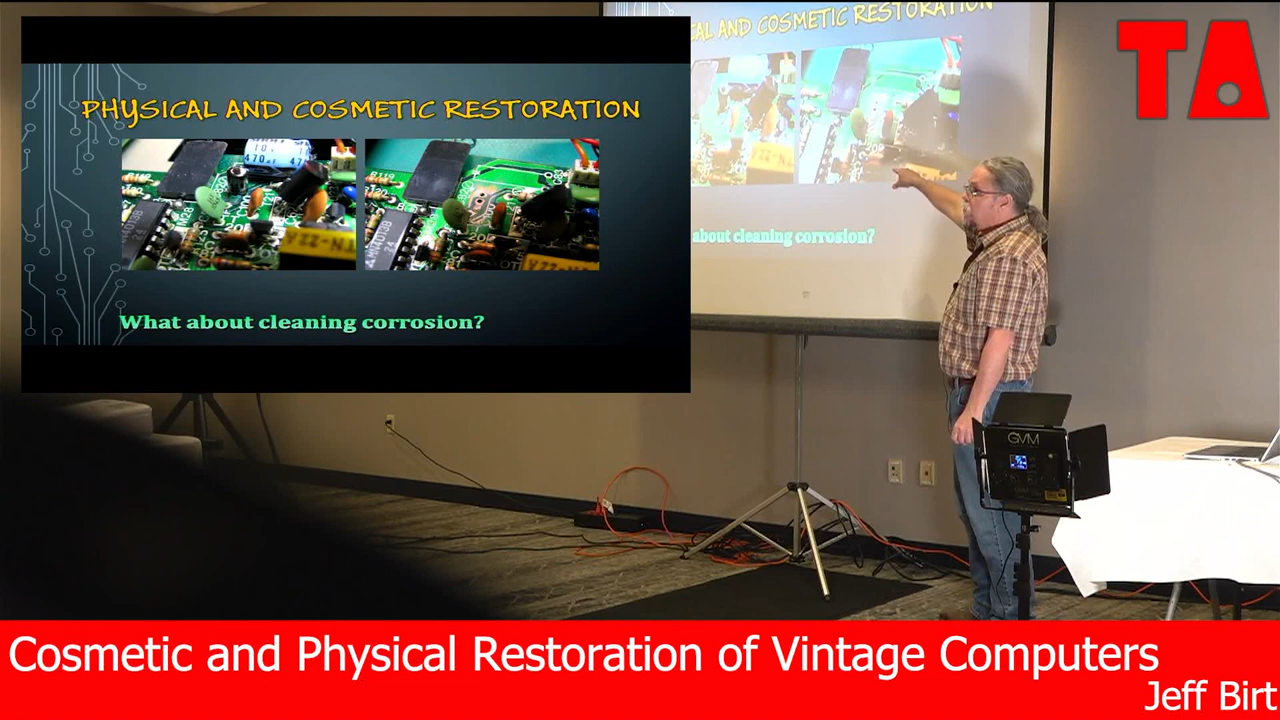 PHYSICAL AND COSMETIC RESTORATION
What about cleaning corrosion?
AL AND COSMETIC RESTORATION
about cleaning corrosion?
TA
GVM
Cosmetic and Physical Restoration of Vintage Computers
Jeff Birt